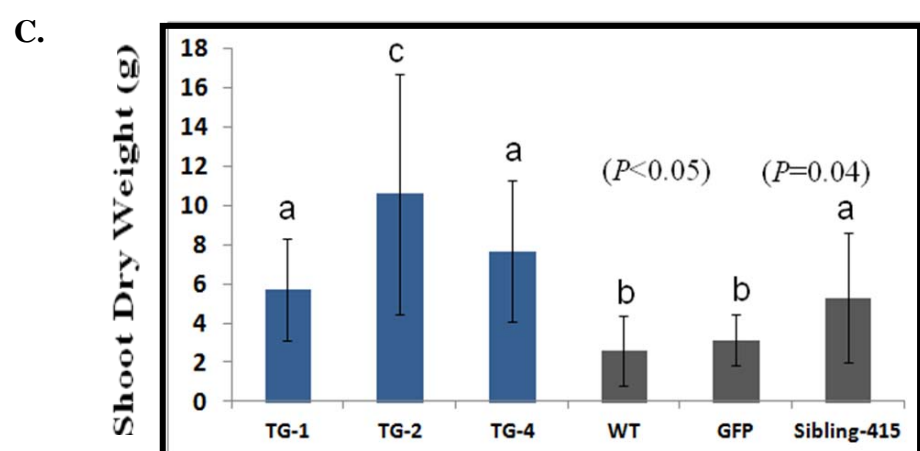 C.
Shoot Dry Weight (g)
18
16
14
12
10
8
6
4
2
0
a
c
a
b
b
a
(P<0.05) (P=0.04)
TG-1 TG-2 TG-4 WT GFP Sibling-415